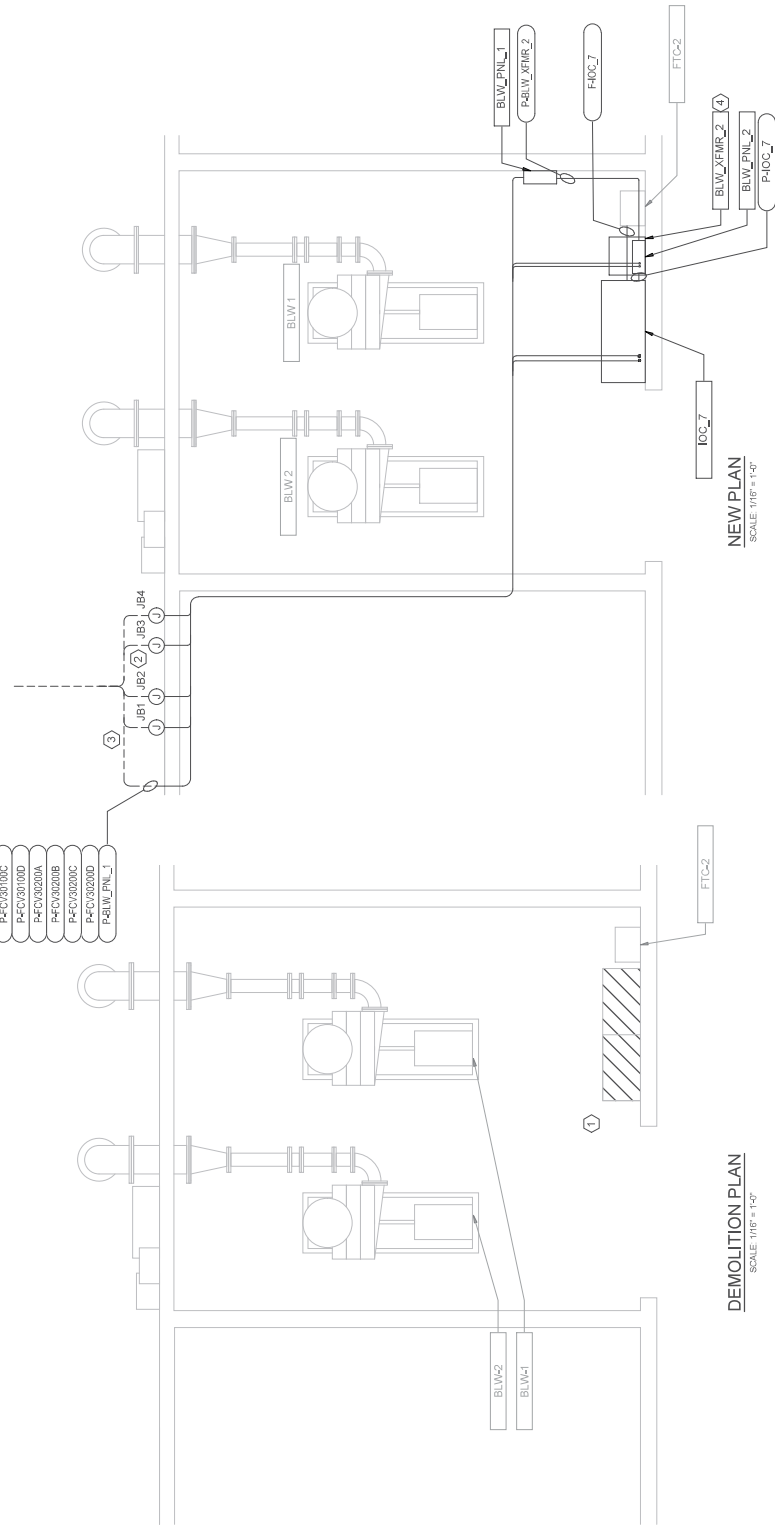 P-FCV30100C
P-FCV30100D
P-FCV30200A
P-FCV30200B
P-FCV30200C
P-FCV30200D
P-BLW_PNL_1
3
JB1
JB2
2
JB3
JB4
J
J
J
J
BLW 2
BLW 1
BLW_PNL_1
P-BLW_XFMR_2
F-IOC_7
FTC-2
BLW_XFMR_2
4
BLW_PNL_2
P-IOC_7
IOC_7
NEW PLAN
SCALE: 1/16" = 1'-0"
BLW-2
BLW-1
1
FTC-2
DEMOLITION PLAN
SCALE: 1/16" = 1'-0"